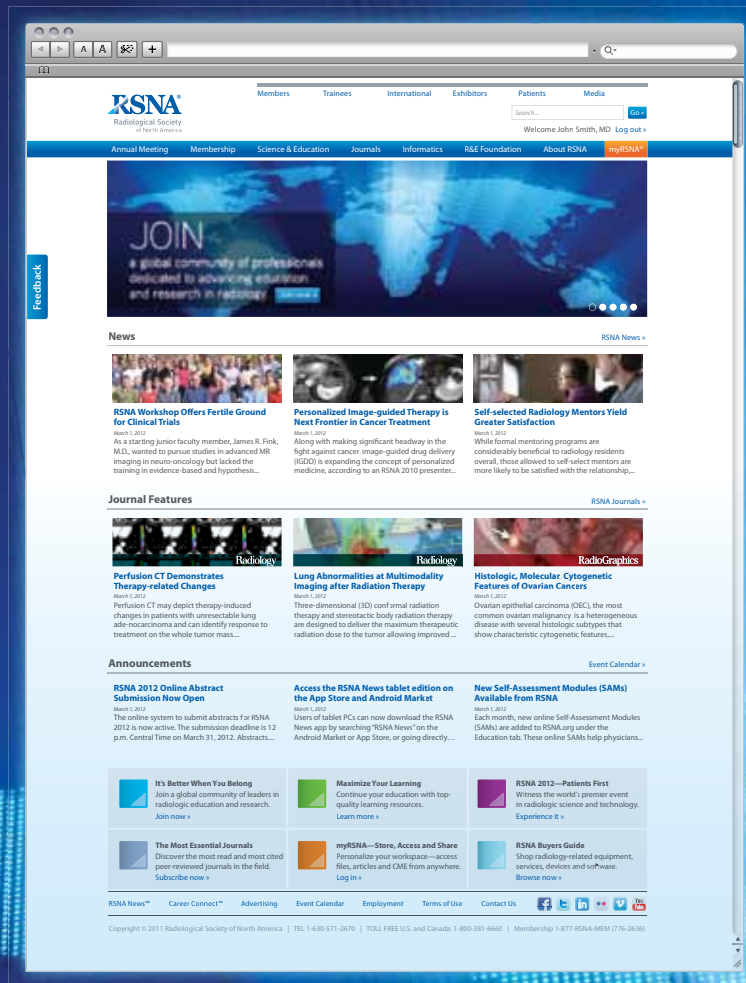 A A +
RSNA®
Radiological Society
of North America
Members Trainees International Exhibitors Patients Media
Search... Go »
Welcome John Smith, MD Log out »
Annual Meeting Membership Science & Education Journals Informatics R&E Foundation About RSNA myRSNA®
JOIN
a global community of professionals
dedicated to advancing education
and research in radiology
Feedback
News RSNA News »
RSNA Workshop Offers Fertile Ground
for Clinical Trials
March 1, 2012
As a starting junior faculty member, James R. Fink,
M.D., wanted to pursue studies in advanced MR
imaging in neuro-oncology but lacked the
training in evidence-based and hypothesis...
Personalized Image-guided Therapy is
Next Frontier in Cancer Treatment
March 1, 2012
Along with making significant headway in the
fight against cancer image-guided drug delivery
(IGDD) is expanding the concept of personalized
medicine, according to an RSNA 2010 presenter...
Self-selected Radiology Mentors Yield
Greater Satisfaction
March 1, 2012
While formal mentoring programs are
considerably beneficial to radiology residents
overall, those allowed to self-select mentors are
more likely to be satisfied with the relationship,...
Journal Features RSNA Journals »
Radiology
Perfusion CT Demonstrates
Therapy-related Changes
March 1, 2012
Perfusion CT may depict therapy-induced
changes in patients with unresectable lung
ade-nocarcinoma and can identify response to
treatment on the whole tumor mass....
Radiology
Lung Abnormalities at Multimodality
Imaging after Radiation Therapy
March 1, 2012
Three-dimensional (3D) conformal radiation
therapy and stereotactic body radiation therapy
are designed to deliver the maximum therapeutic
radiation dose to the tumor allowing improved ...
RadioGraphics
Histologic, Molecular, Cytogenetic
Features of Ovarian Cancers
March 1, 2012
Ovarian epithelial carcinoma (OEC), the most
common ovarian malignancy is a heterogeneous
disease with several histologic subtypes that
show characteristic cytogenetic features,...
Announcements Event Calendar »
RSNA 2012 Online Abstract
Submission Now Open
March 1, 2012
The online system to submit abstracts for RSNA
2012 is now active. The submission deadline is 12
p.m. Central Time on March 31, 2012. Abstracts....
Access the RSNA News tablet edition on
the App Store and Android Market
March 1, 2012
Users of tablet PCs can now download the RSNA
News app by searching "RSNA News" on the
Android Market or App Store, or going directly...
New Self-Assessment Modules (SAMs)
Available from RSNA
March 1, 2012
Each month, new online Self-Assessment Modules
(SAMs) are added to RSNA.org under the
Education tab. These online SAMs help physicians...
It's Better When You Belong
Join a global community of leaders in
radiologic education and research.
Join now »
Maximize Your Learning
Continue your education with top-
quality learning resources.
Learn more »
RSNA 2012—Patients First
Witness the world's premier event
in radiologic science and technology.
Experience it »
The Most Essential Journals
Discover the most read and most cited
peer-reviewed journals in the field.
Subscribe now »
myRSNA—Store, Access and Share
Personalize your workspace—access
files, articles and CME from anywhere.
Log in »
RSNA Buyers Guide
Shop radiology-related equipment,
services, devices and software.
Browse now »
RSNA News™ Career Connect™ Advertising Event Calendar Employment Terms of Use Contact Us
You Tube
Copyright © 2011 Radiological Society of North America | TEL 1-630-571-2670 | TOLL FREE U.S. and Canada: 1-800-381-6660 | Membership 1-877-RSNA-MEM (776-2636)